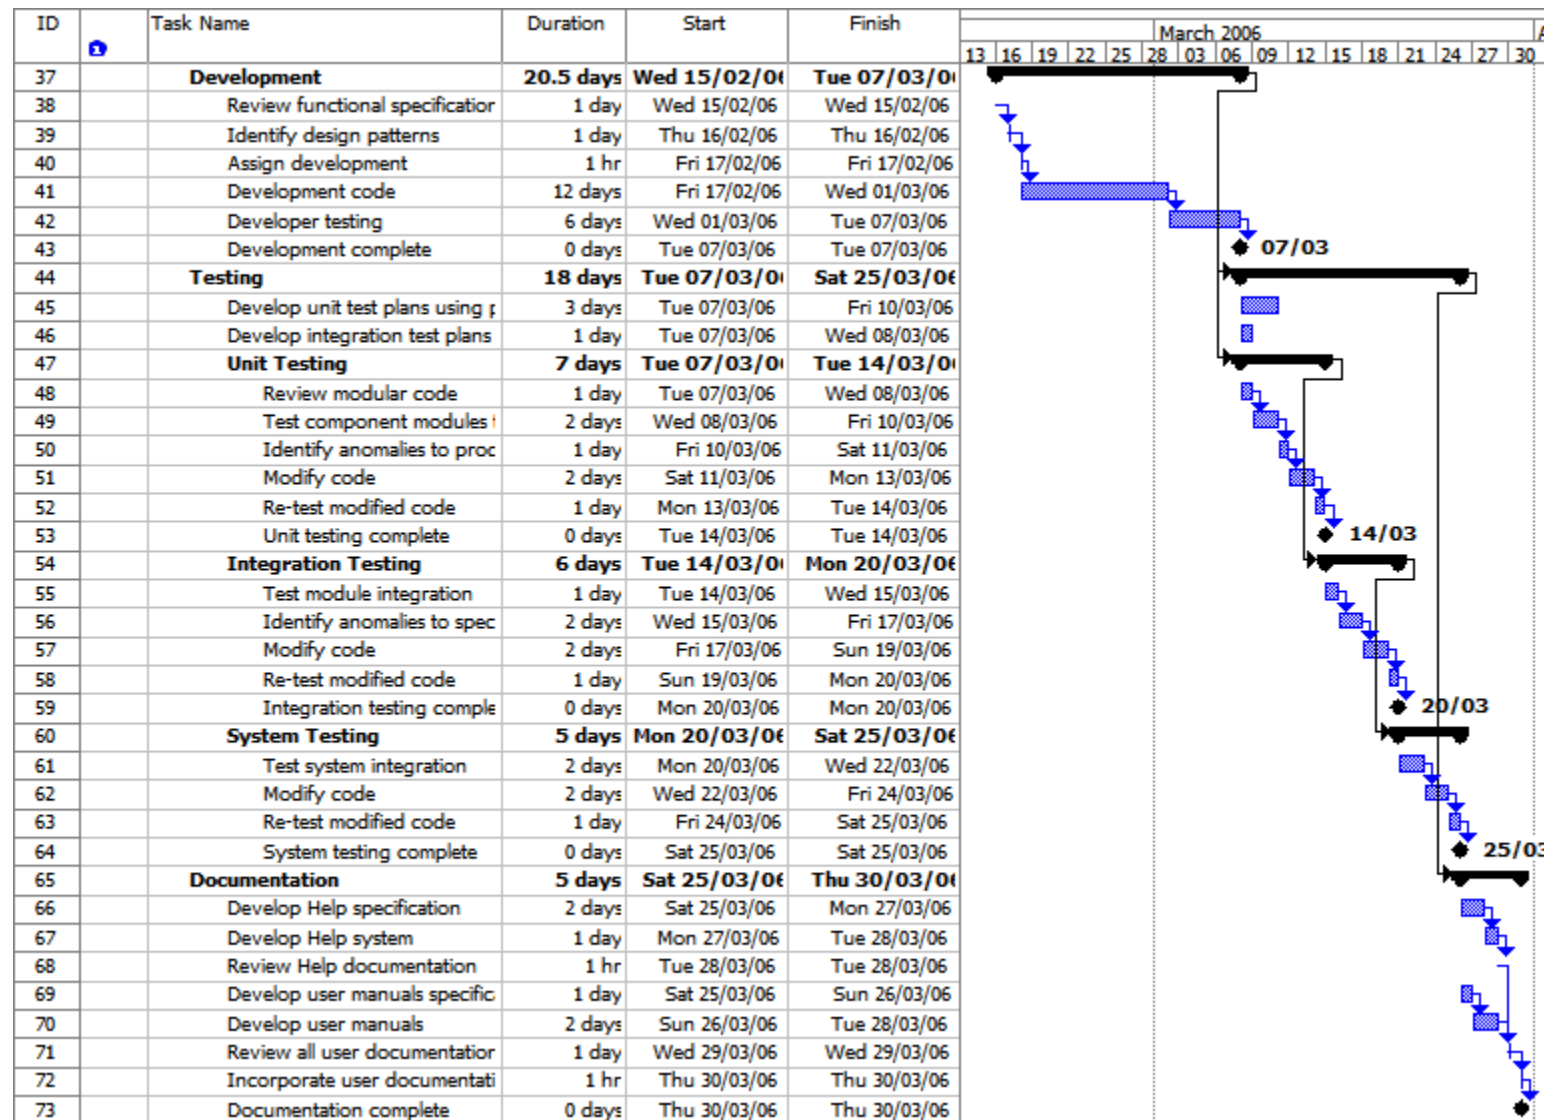 ID Task Name Duration Start Finish
March 2006
13 16 19 22 25 28 03 06 09 12 15 18 21 24 27 30
37 Development 20.5 days Wed 15/02/0 Tue 07/03/0
38 Review functional specification 1 day Wed 15/02/06 Wed 15/02/06
39 Identify design patterns 1 day Thu 16/02/06 Thu 16/02/06
40 Assign development 1 hr Fri 17/02/06 Fri 17/02/06
41 Development code 12 days Fri 17/02/06 Wed 01/03/06
42 Developer testing 6 days Wed 01/03/06 Tue 07/03/06
43 Development complete 0 days Tue 07/03/06 Tue 07/03/06 07/03
44 Testing 18 days Tue 07/03/0 Sat 25/03/06
45 Develop unit test plans using 3 days Tue 07/03/06 Fri 10/03/06
46 Develop integration test plans 1 day Tue 07/03/06 Wed 08/03/06
47 Unit Testing 7 days Tue 07/03/0 Tue 14/03/0
48 Review modular code 1 day Tue 07/03/06 Wed 08/03/06
49 Test component modules 2 days Wed 08/03/06 Fri 10/03/06
50 Identify anomalies to proc 1 day Fri 10/03/06 Sat 11/03/06
51 Modify code 2 days Sat 11/03/06 Mon 13/03/06
52 Re-test modified code 1 day Mon 13/03/06 Tue 14/03/06
53 Unit testing complete 0 days Tue 14/03/06 Tue 14/03/06 14/03
54 Integration Testing 6 days Tue 14/03/0 Mon 20/03/06
55 Test module integration 1 day Tue 14/03/06 Wed 15/03/06
56 Identify anomalies to spec 2 days Wed 15/03/06 Fri 17/03/06
57 Modify code 2 days Fri 17/03/06 Sun 19/03/06
58 Re-test modified code 1 day Sun 19/03/06 Mon 20/03/06
59 Integration testing comple 0 days Mon 20/03/06 Mon 20/03/06 20/03
60 System Testing 5 days Mon 20/03/06 Sat 25/03/06
61 Test system integration 2 days Mon 20/03/06 Wed 22/03/06
62 Modify code 2 days Wed 22/03/06 Fri 24/03/06
63 Re-test modified code 1 day Fri 24/03/06 Sat 25/03/06
64 System testing complete 0 days Sat 25/03/06 Sat 25/03/06 25/03
65 Documentation 5 days Sat 25/03/06 Thu 30/03/06
66 Develop Help specification 2 days Sat 25/03/06 Mon 27/03/06
67 Develop Help system 1 day Mon 27/03/06 Tue 28/03/06
68 Review Help documentation 1 hr Tue 28/03/06 Tue 28/03/06
69 Develop user manuals specific 1 day Sat 25/03/06 Sun 26/03/06
70 Develop user manuals 2 days Sun 26/03/06 Tue 28/03/06
71 Review all user documentation 1 day Wed 29/03/06 Wed 29/03/06
72 Incorporate user documentati 1 hr Thu 30/03/06 Thu 30/03/06
73 Documentation complete 0 days Thu 30/03/06 Thu 30/03/06